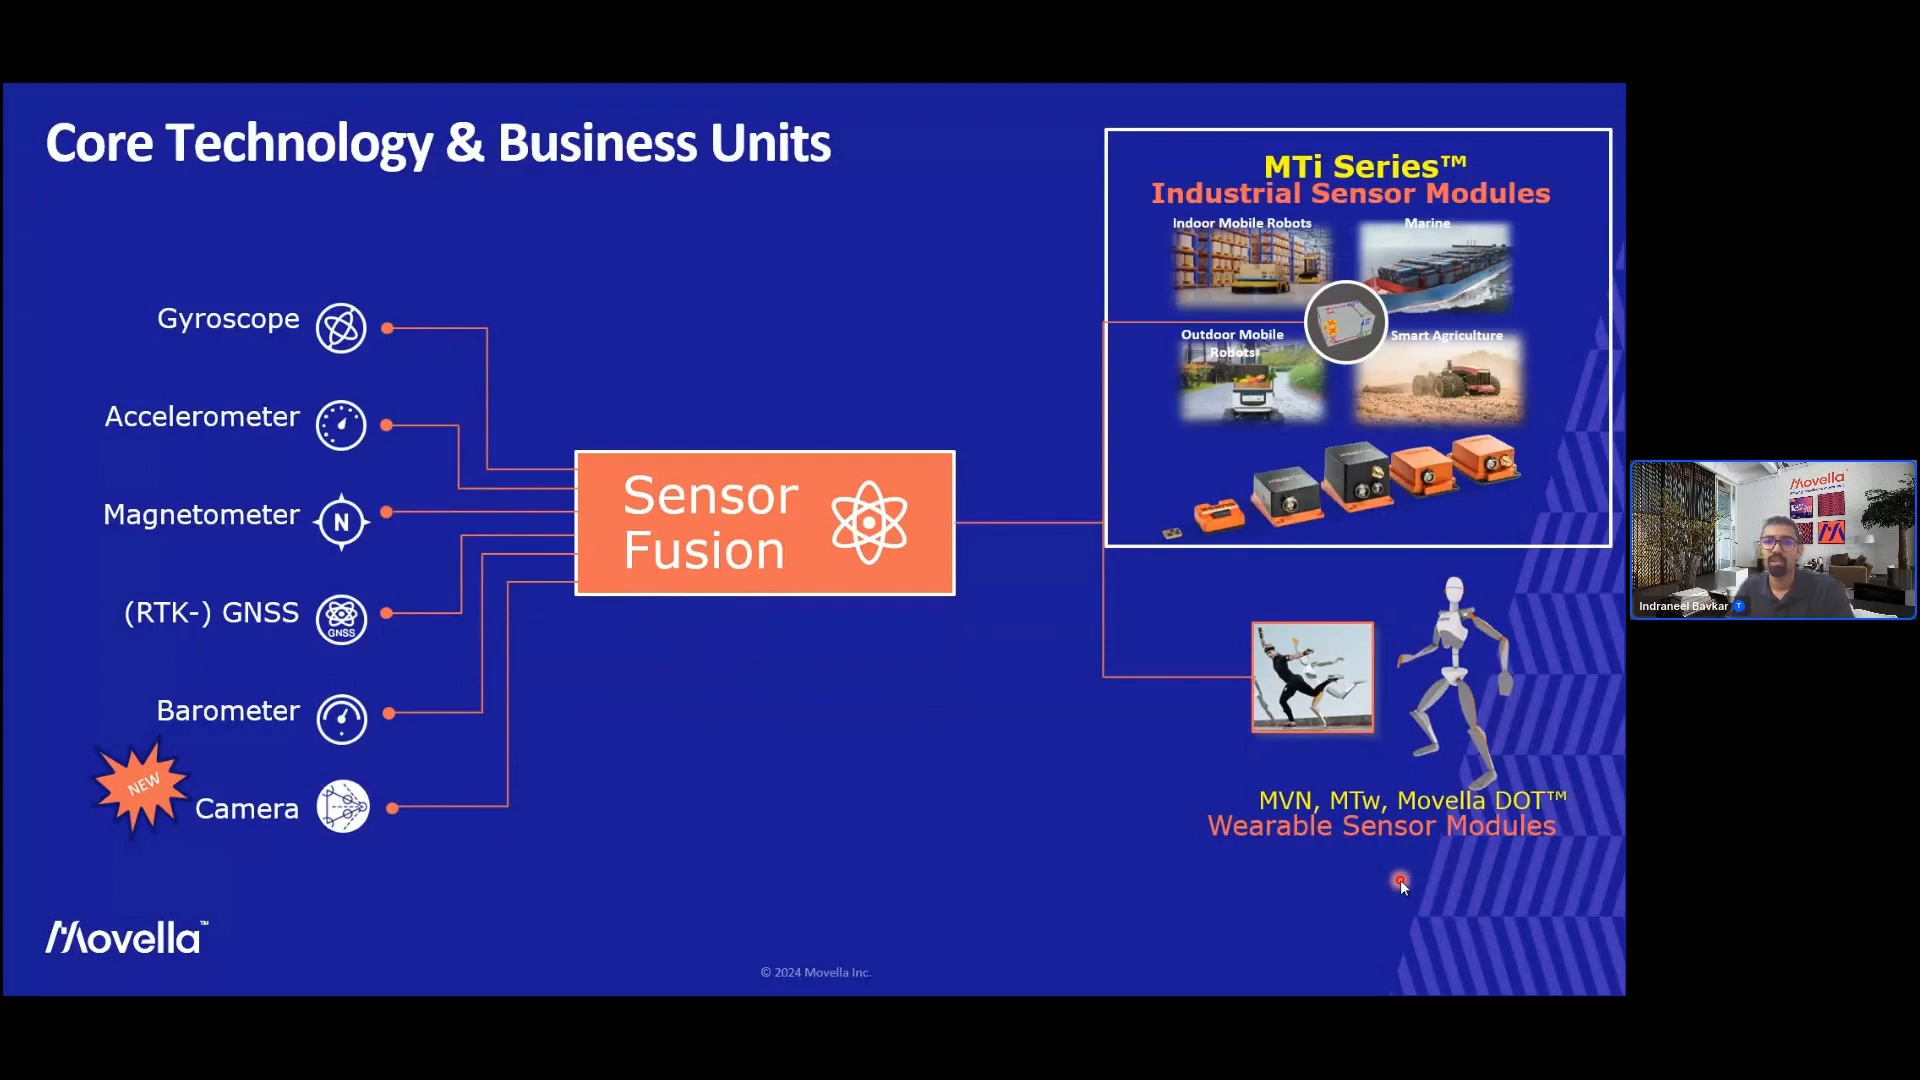 Core Technology & Business Units
Gyroscope
Accelerometer
Magnetometer
N
(RTK-) GNSS
GNSS
Barometer
NEW
Camera
Sensor
Fusion
MTi Series™
Industrial Sensor Modules
Indoor Mobile Robots
Marine
Outdoor Mobile
Robots
Smart Agriculture
MVN, MTw, Movella DOT™
Wearable Sensor Modules
Movella™
© 2024 Movella Inc.
Movella
Indraneel Bavkar
T